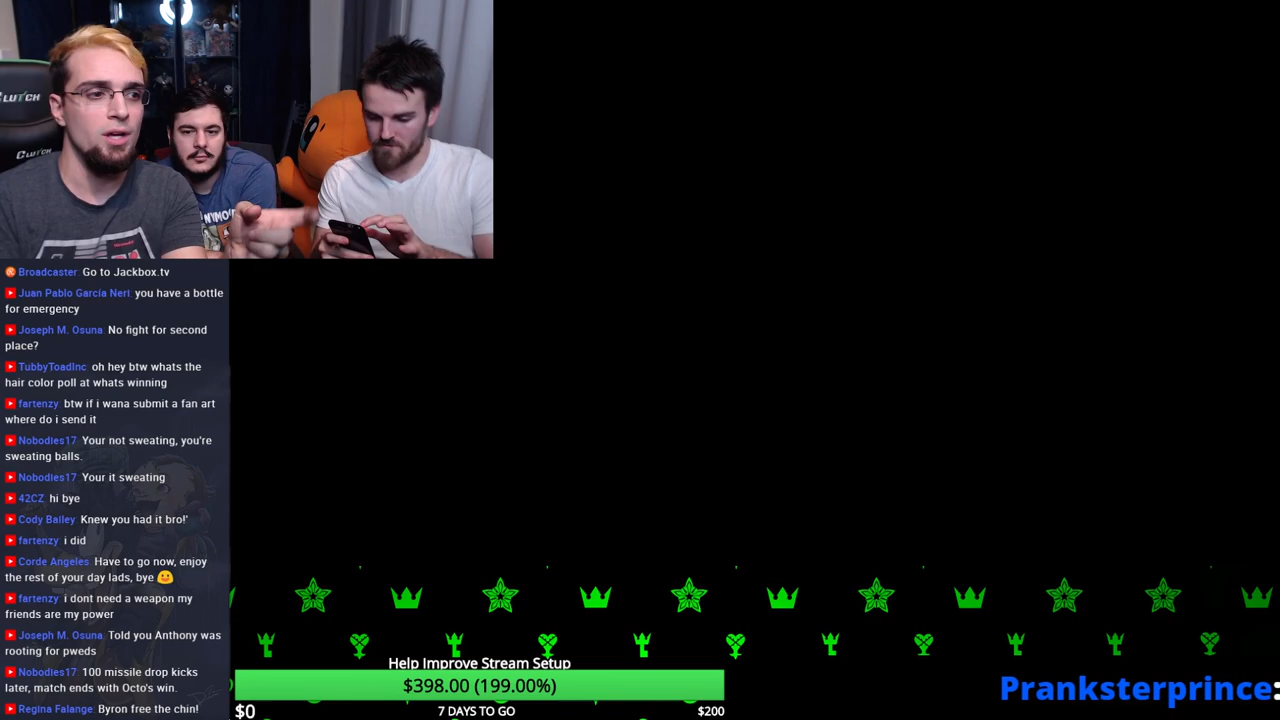 CLUTCH
CLUTCH
NYMO
Broadcaster: Go to Jackbox.tv
Juan Pablo García Neri: you have a bottle
for emergency
Joseph M. Osuna: No fight for second
place?
TubbyToadInc: oh hey btw whats the
hair color poll at whats winning
fartenzy: btw if i wana submit a fan art
where do i send it
Nobodies17: Your not sweating, you're
sweating balls.
Nobodies17: Your it sweating
42CZ: hi bye
Cody Bailey: Knew you had it bro!'
fartenzy: i did
Corde Angeles: Have to go now, enjoy
the rest of your day lads, bye
fartenzy: i dont need a weapon my
friends are my power
Joseph M. Osuna: Told you Anthony was
rooting for pweds
Nobodies17: 100 missile drop kicks
later, match ends with Octo's win.
Regina Falange: Byron free the chin!
Help Improve Stream Setup
$398.00 (199.00%)
$0 7 DAYS TO GO $200
Pranksterprince: